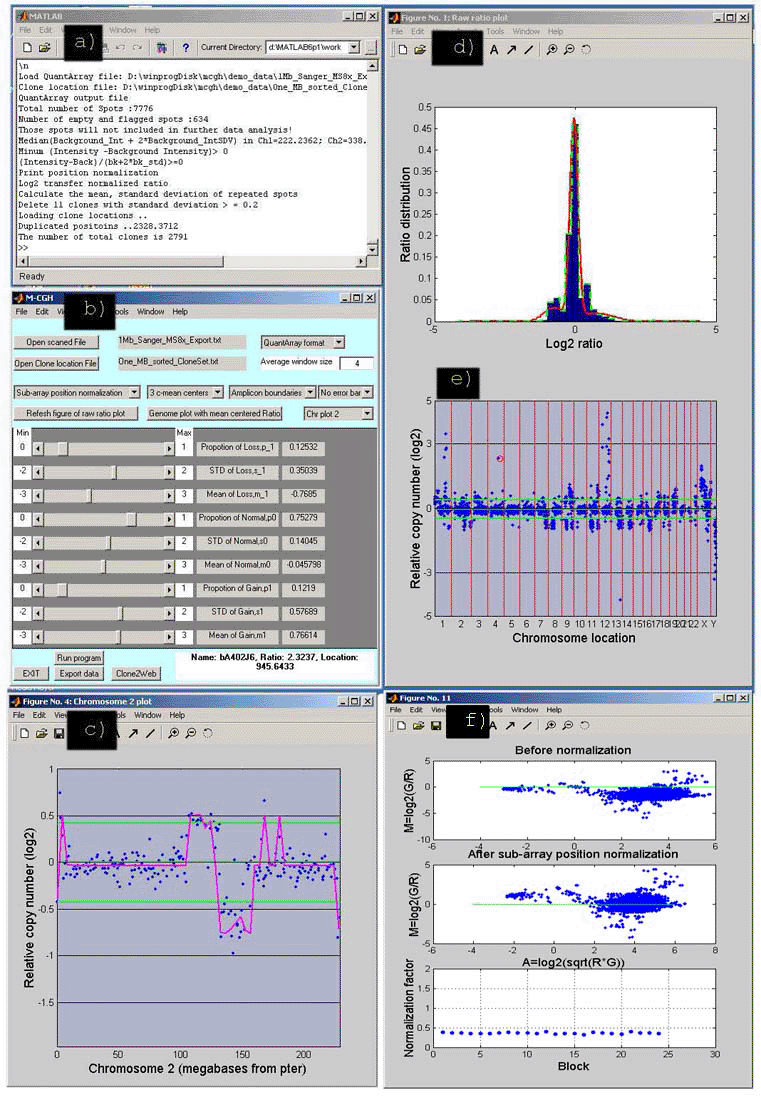 MATLAB
File Edit Window Help
a)
Current Directory: d:\MATLAB6p1\work
\n
Load QuantArray file: D:\winprogDisk\mcgh\demo_data\1Mb_Sanger_MS8x_Ex
Clone location file: D:\winprogDisk\mcgh\demo_data\One_MB_sorted_Clone
QuantArray output file
Total number of Spots :7776
Number of empty and flagged spots :634
Those spots will not included in further data analysis!
Median(Background_Int + 2*Background_IntSDV) in Ch1=222.2362; Ch2=338.
Minum (Intensity -Background Intensity)> 0
(Intensity-Back)/(bk+2*bk_std)>=0
Print position normalization
Log2 transfer normalized ratio
Calculate the mean, standard deviation of repeated spots
Delete 11 clones with standard deviation > = 0.2
Loading clone locations ..
Duplicated positoins ..2328.3712
The number of total clones is 2791
>>
Ready
M-CGH
File Edit Window Help
b)
Open scaned File 1Mb_Sanger_MS8x_Export.txt QuantArray format
Open Clone location File One_MB_sorted_CloneSet.txt Average window size 4
Sub-array position normalization 3 c-mean centers Amplicon boundaries No error bar
Refesh figure of raw ratio plot Genome plot with mean centered Ratio Chr plot 2
Min Max
0 1 Propotion of Loss,p_1 0.12532
-2 2 STD of Loss,s_1 0.35039
-3 3 Mean of Loss,m_1 -0.7685
0 1 Propotion of Normal,p0 0.75279
-2 2 STD of Normal,s0 0.14045
-3 3 Mean of Normal,m0 -0.045798
0 1 Propotion of Gain,p1 0.1219
-2 2 STD of Gain,s1 0.57689
-3 3 Mean of Gain,m1 0.76614
Run program
EXIT Export data Clone2Web
Name: bA402J6, Ratio: 2.3237, Location:
945.6433
Figure No. 4: Chromosome 2 plot
File Edit Window Help
c)
1
0.5
0
-0.5
-1
-1.5
Relative copy number (log2)
0 50 100 150 200
Chromosome 2 (megabases from pter)
Figure No. 1: Raw ratio plot
File Edit Tools Window Help
d)
0.5
0.45
0.4
0.35
0.3
0.25
0.2
0.15
0.1
0.05
0
Ratio distribution
-5 0 5
Log2 ratio
e)
5
3
0
-3
-5
Relative copy number (log2)
1 2 3 4 5 6 7 8 9 10 11 12 13 14 15 16 17 18 19 20 21 22 X Y
Chromosome location
Figure No. 11
File Edit Tools Window Help
f)
Before normalization
5
0
-5
-10
M=log2(G/R)
-4 -2 0 2 4 6
After sub-array position normalization
5
0
-5
M=log2(G/R)
-6 -4 -2 0 2 4 6 8
A=log2(sqrt(R*G))
2
1.5
1
0.5
0
Normalization factor
0 5 10 15 20 25 30
Block